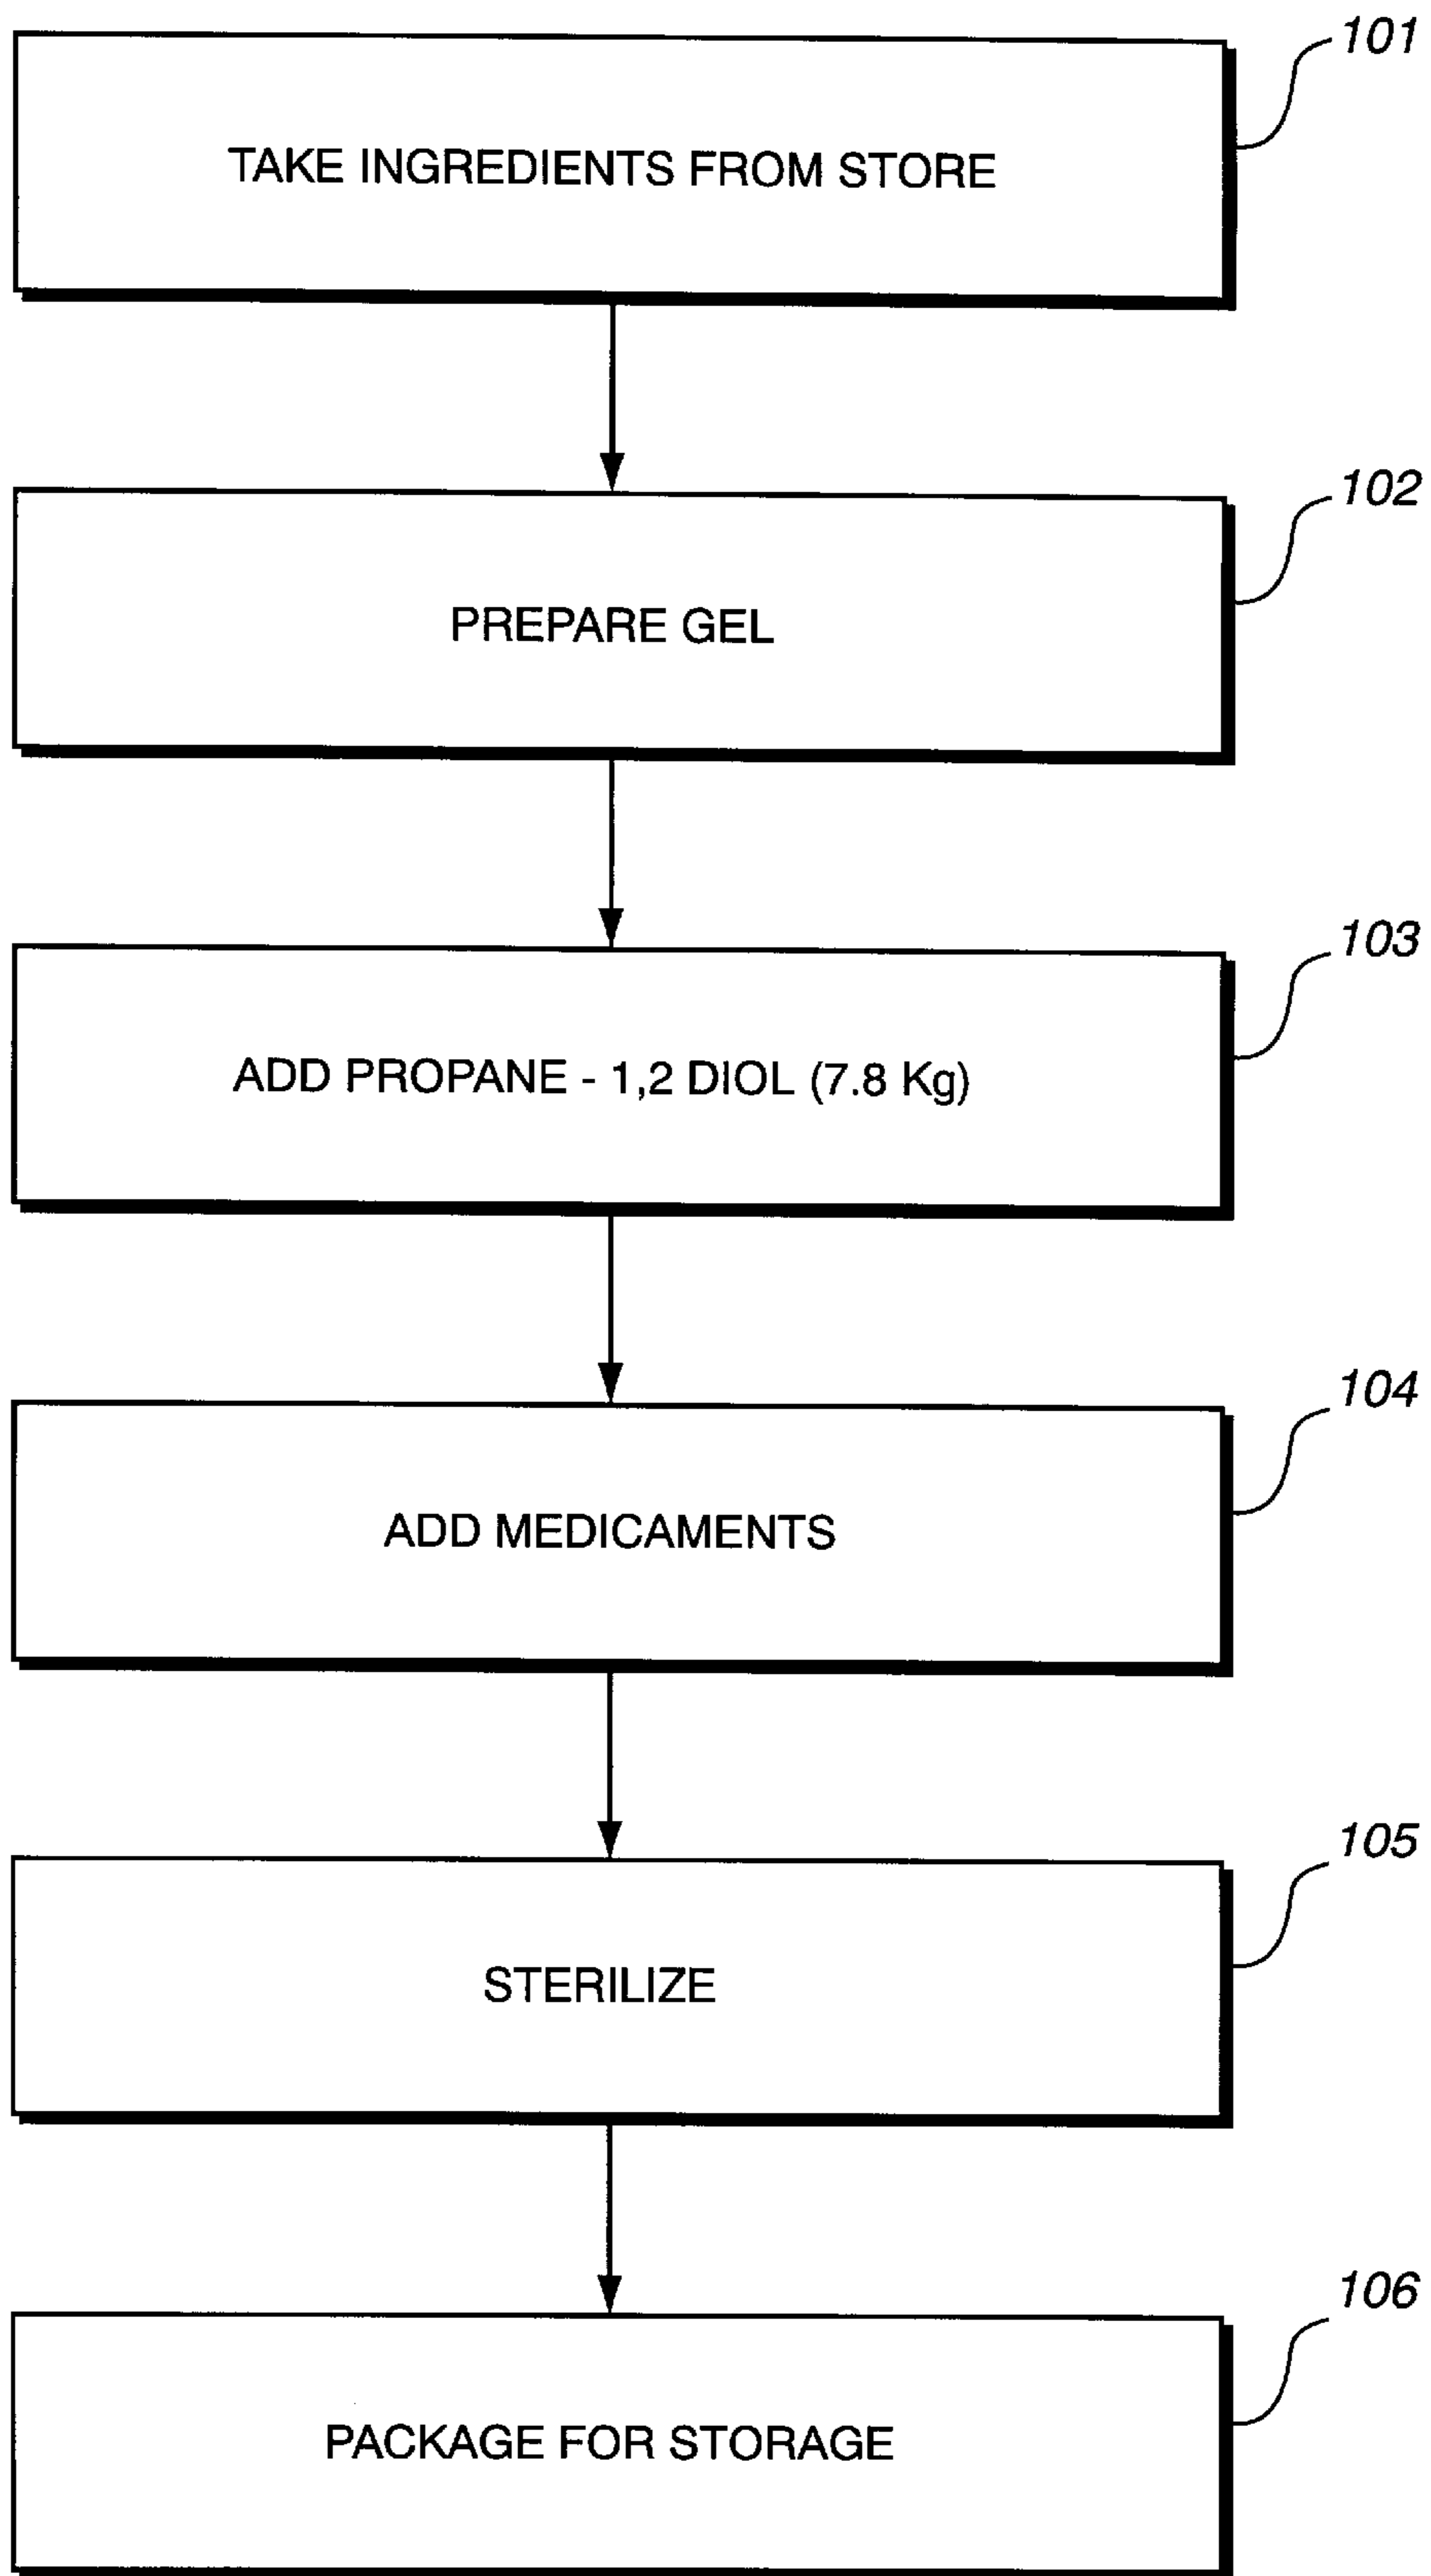 101
TAKE INGREDIENTS FROM STORE
102
PREPARE GEL
103
ADD PROPANE - 1,2 DIOL (7.8 Kg)
104
ADD MEDICAMENTS
105
STERILIZE
106
PACKAGE FOR STORAGE